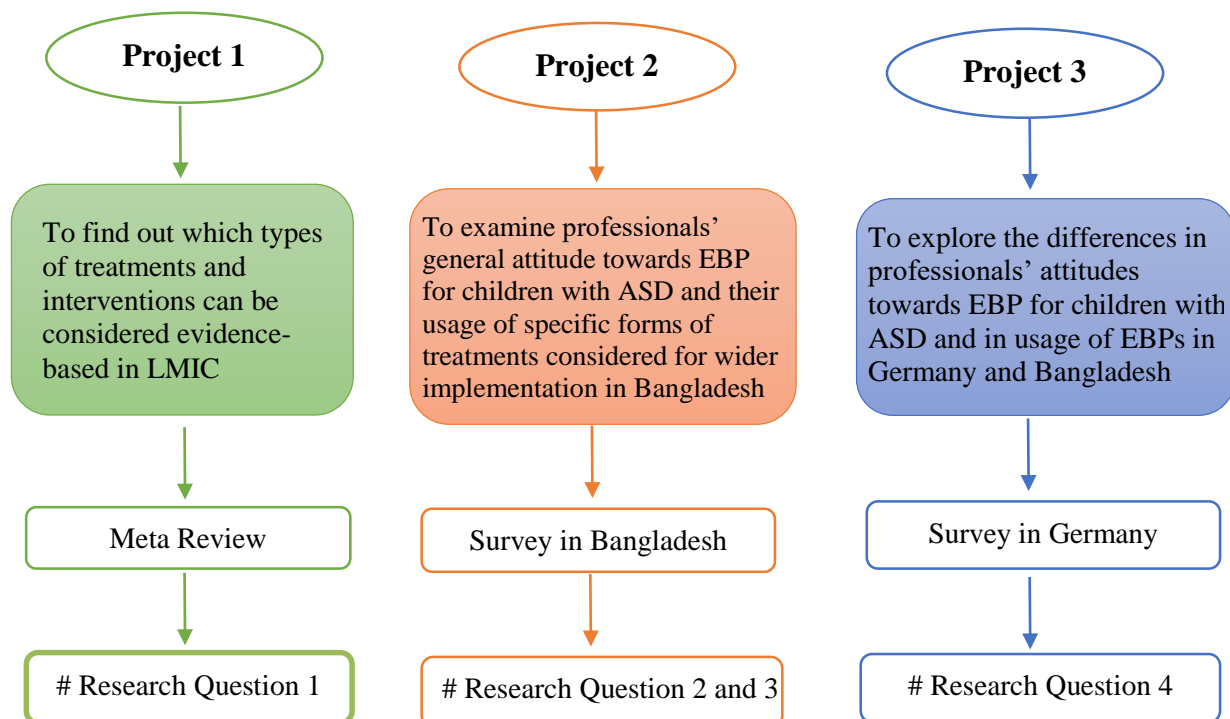 Project 1
To find out which types
of treatments and
interventions can be
considered evidence-
based in LMIC
Meta Review
# Research Question 1
Project 2
To examine professionals’
general attitude towards EBP
for children with ASD and their
usage of specific forms of
treatments considered for wider
implementation in Bangladesh
Survey in Bangladesh
# Research Question 2 and 3
Project 3
To explore the differences in
professionals’ attitudes
towards EBP for children with
ASD and in usage of EBPs in
Germany and Bangladesh
Survey in Germany
# Research Question 4